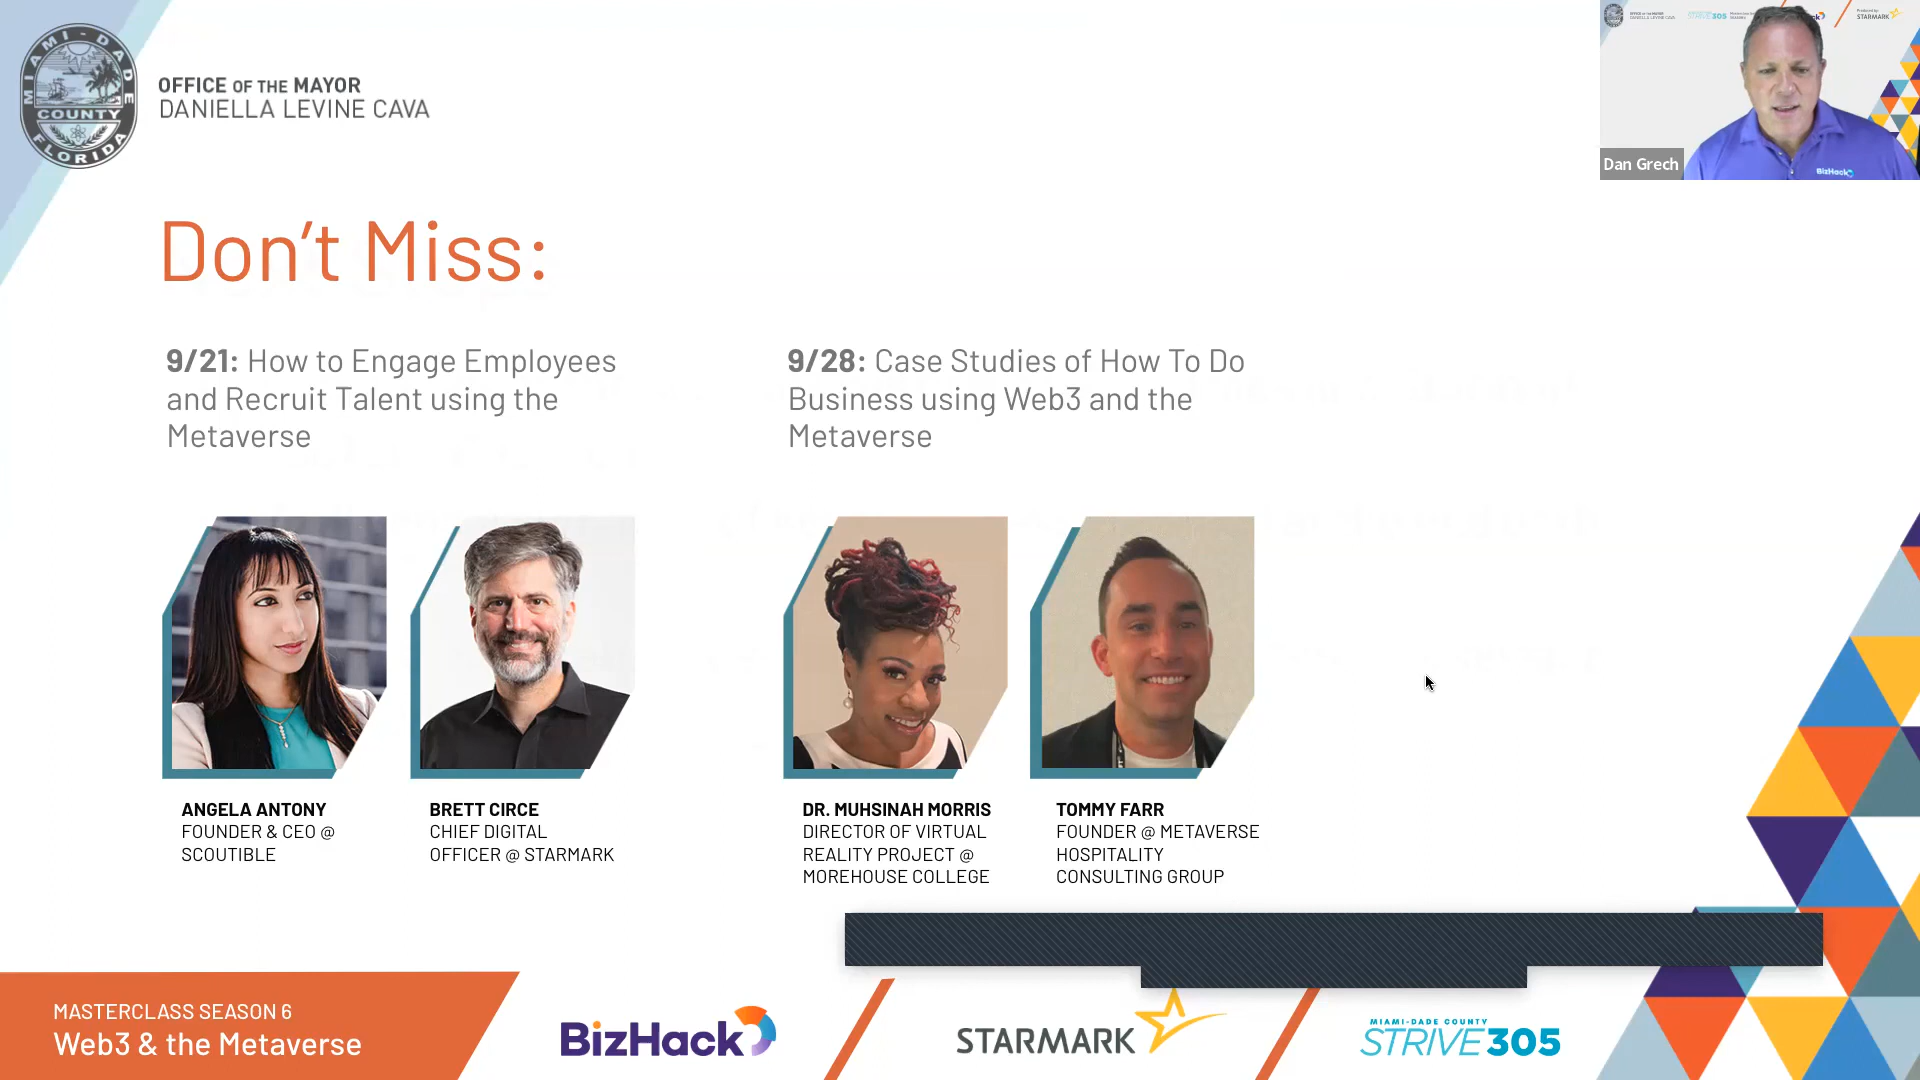 MIAMI-DADE
COUNTY
FLORIDA
OFFICE OF THE MAYOR
DANIELLA LEVINE CAVA
STARMARK
Dan Grech
BizHack
Don't Miss:
9/21: How to Engage Employees
and Recruit Talent using the
Metaverse
9/28: Case Studies of How To Do
Business using Web3 and the
Metaverse
ANGELA ANTONY
FOUNDER & CEO @
SCOUTIBLE
BRETT CIRCE
CHIEF DIGITAL
OFFICER @ STARMARK
DR. MUHSINAH MORRIS
DIRECTOR OF VIRTUAL
REALITY PROJECT @
MOREHOUSE COLLEGE
TOMMY FARR
FOUNDER @ METAVERSE
HOSPITALITY
CONSULTING GROUP
MASTERCLASS SEASON 6
Web3 & the Metaverse
BizHack
STARMARK
MIAMI-DADE COUNTY
STRIVE305